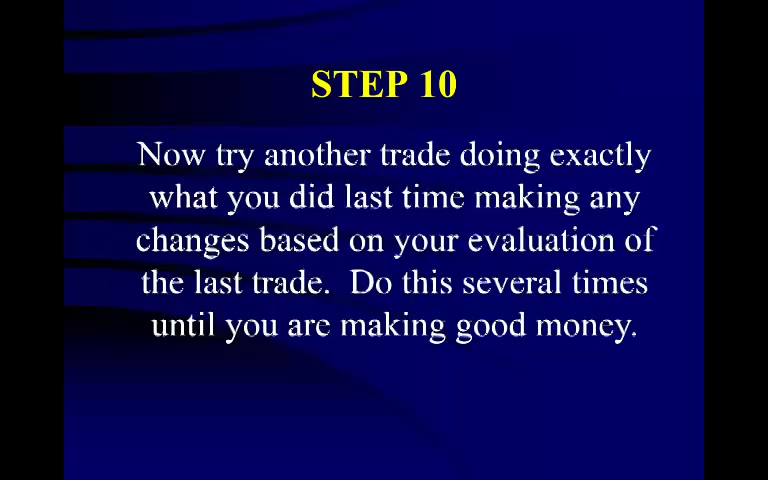 STEP 10
Now try another trade doing exactly
what you did last time making any
changes based on your evaluation of
the last trade.  Do this several times
until you are making good money.